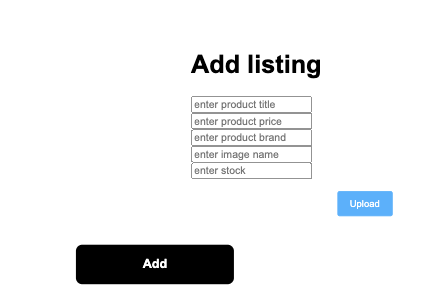 Add listing
enter product title
enter product price
enter product brand
enter image name
enter stock
Upload
Add